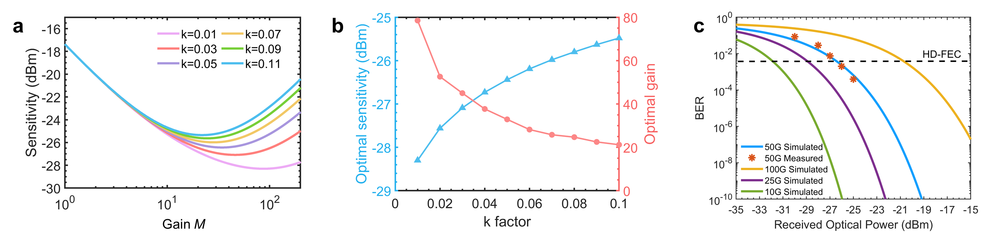 a
Sensitivity (dBm)
-16
-18
-20
-22
-24
-26
-28
-30
k=0.01
k=0.03
k=0.05
k=0.07
k=0.09
k=0.11
10^0
10^1
10^2
Gain M
b
Optimal sensitivity (dBm)
-25
-26
-27
-28
-29
0
0.02
0.04
0.06
0.08
0.1
k factor
80
60
40
20
0
Optimal gain
c
BER
10^0
10^-2
10^-4
10^-6
10^-8
10^-10
HD-FEC
50G Simulated
50G Measured
100G Simulated
25G Simulated
10G Simulated
-35
-33
-31
-29
-27
-25
-23
-21
-19
-17
-15
Received Optical Power (dBm)